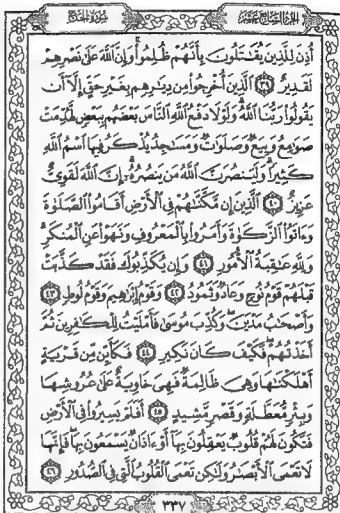 الجزء السابع عشر
سورة الحج
أُذِنَ لِلَّذِينَ يُقَٰتَلُونَ بِأَنَّهُمْ ظُلِمُوا۟ ۚ وَإِنَّ ٱللَّهَ عَلَىٰ نَصْرِهِمْ
لَقَدِيرٌ ٣٩ ٱلَّذِينَ أُخْرِجُوا۟ مِن دِيَٰرِهِم بِغَيْرِ حَقٍّ إِلَّآ أَن
يَقُولُوا۟ رَبُّنَا ٱللَّهُ ۗ وَلَوْلَا دَفْعُ ٱللَّهِ ٱلنَّاسَ بَعْضَهُم بِبَعْضٍ لَّهُدِّمَتْ
صَوَٰمِعُ وَبِيَعٌ وَصَلَوَٰتٌ وَمَسَٰجِدُ يُذْكَرُ فِيهَا ٱسْمُ ٱللَّهِ
كَثِيرًا ۗ وَلَيَنصُرَنَّ ٱللَّهُ مَن يَنصُرُهُۥٓ ۗ إِنَّ ٱللَّهَ لَقَوِىٌّ
عَزِيزٌ ٤٠ ٱلَّذِينَ إِن مَّكَّنَّٰهُمْ فِى ٱلْأَرْضِ أَقَامُوا۟ ٱلصَّلَوٰةَ
وَءَاتَوُا۟ ٱلزَّكَوٰةَ وَأَمَرُوا۟ بِٱلْمَعْرُوفِ وَنَهَوْا۟ عَنِ ٱلْمُنكَرِ ۗ
وَلِلَّهِ عَٰقِبَةُ ٱلْأُمُورِ ٤١ وَإِن يُكَذِّبُوكَ فَقَدْ كَذَّبَتْ
قَبْلَهُمْ قَوْمُ نُوحٍ وَعَادٌ وَثَمُودُ ٤٢ وَقَوْمُ إِبْرَٰهِيمَ وَقَوْمُ لُوطٍ ٤٣
وَأَصْحَٰبُ مَدْيَنَ ۖ وَكُذِّبَ مُوسَىٰ فَأَمْلَيْتُ لِلْكَٰفِرِينَ ثُمَّ
أَخَذْتُهُمْ ۖ فَكَيْفَ كَانَ نَكِيرِ ٤٤ فَكَأَيِّن مِّن قَرْيَةٍ
أَهْلَكْنَٰهَا وَهِىَ ظَالِمَةٌ فَهِىَ خَاوِيَةٌ عَلَىٰ عُرُوشِهَا
وَبِئْرٍ مُّعَطَّلَةٍ وَقَصْرٍ مَّشِيدٍ ٤٥ أَفَلَمْ يَسِيرُوا۟ فِى ٱلْأَرْضِ
فَتَكُونَ لَهُمْ قُلُوبٌ يَعْقِلُونَ بِهَآ أَوْ ءَاذَانٌ يَسْمَعُونَ بِهَا ۖ فَإِنَّهَا
لَا تَعْمَى ٱلْأَبْصَٰرُ وَلَٰكِن تَعْمَى ٱلْقُلُوبُ ٱلَّتِى فِى ٱلصُّدُورِ ٤٦
٣٣٧